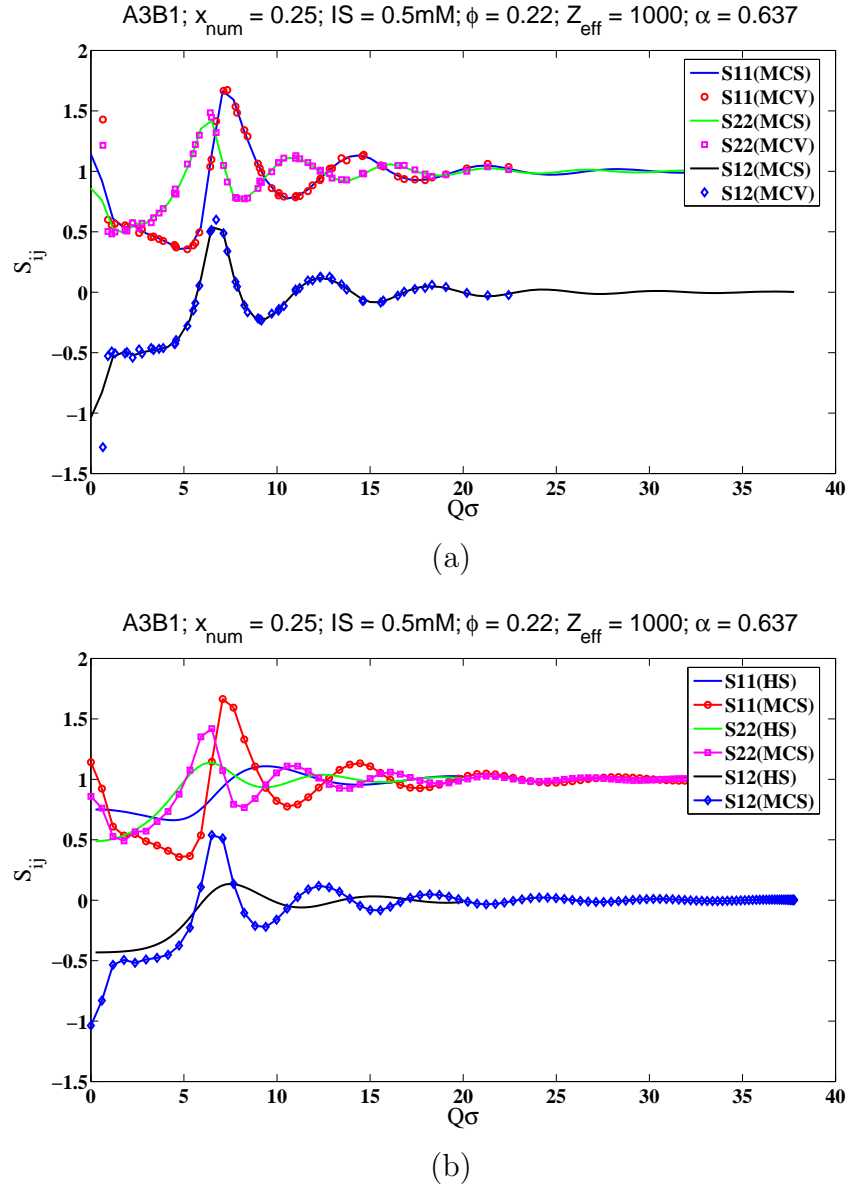 A3B1; x_num = 0.25; IS = 0.5mM; ϕ = 0.22; Z_eff = 1000; α = 0.637
2
1.5
1
0.5
0
−0.5
−1
−1.5
S_ij
S11(MCS)
S11(MCV)
S22(MCS)
S22(MCV)
S12(MCS)
S12(MCV)
0 5 10 15 20 25 30 35 40
Qσ
(a)
A3B1; x_num = 0.25; IS = 0.5mM; ϕ = 0.22; Z_eff = 1000; α = 0.637
2
1.5
1
0.5
0
−0.5
−1
−1.5
S_ij
S11(HS)
S11(MCS)
S22(HS)
S22(MCS)
S12(HS)
S12(MCS)
0 5 10 15 20 25 30 35 40
Qσ
(b)